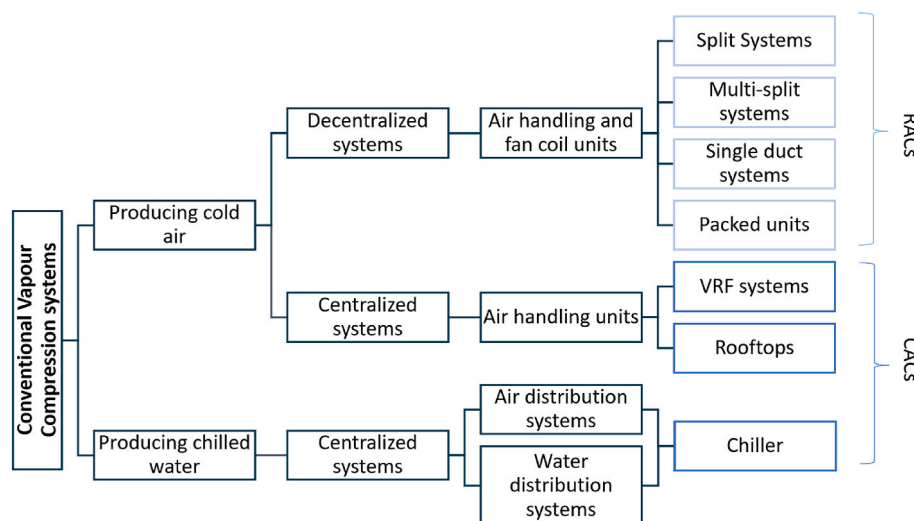 Conventional Vapour
Compression systems
Producing cold
air
Producing chilled
water
Decentralized
systems
Centralized
systems
Centralized
systems
Air handling and
fan coil units
Air handling units
Air distribution
systems
Water
distribution
systems
Split Systems
Multi-split
systems
Single duct
systems
Packed units
VRF systems
Rooftops
Chiller
RACs
CACs